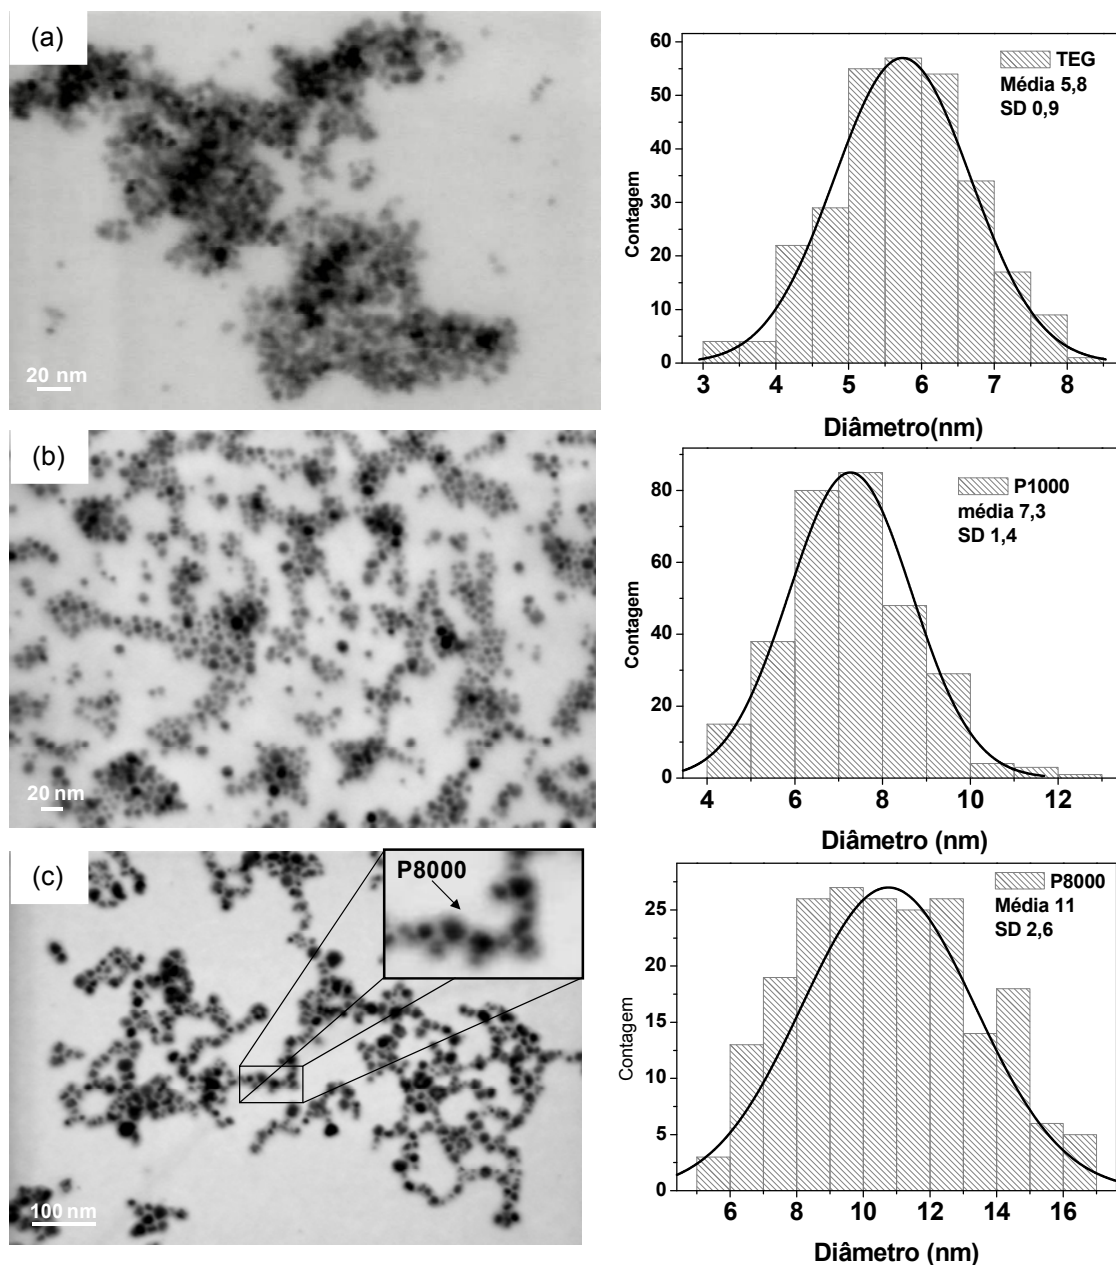 (a)
20 nm
60
50
40
30
20
10
0
Contagem
TEG
Média 5,8
SD 0,9
3 4 5 6 7 8
Diâmetro(nm)
(b)
20 nm
80
60
40
20
0
Contagem
P1000
média 7,3
SD 1,4
4 6 8 10 12
Diâmetro (nm)
(c)
P8000
100 nm
25
20
15
10
5
0
Contagem
P8000
Média 11
SD 2,6
6 8 10 12 14 16
Diâmetro (nm)